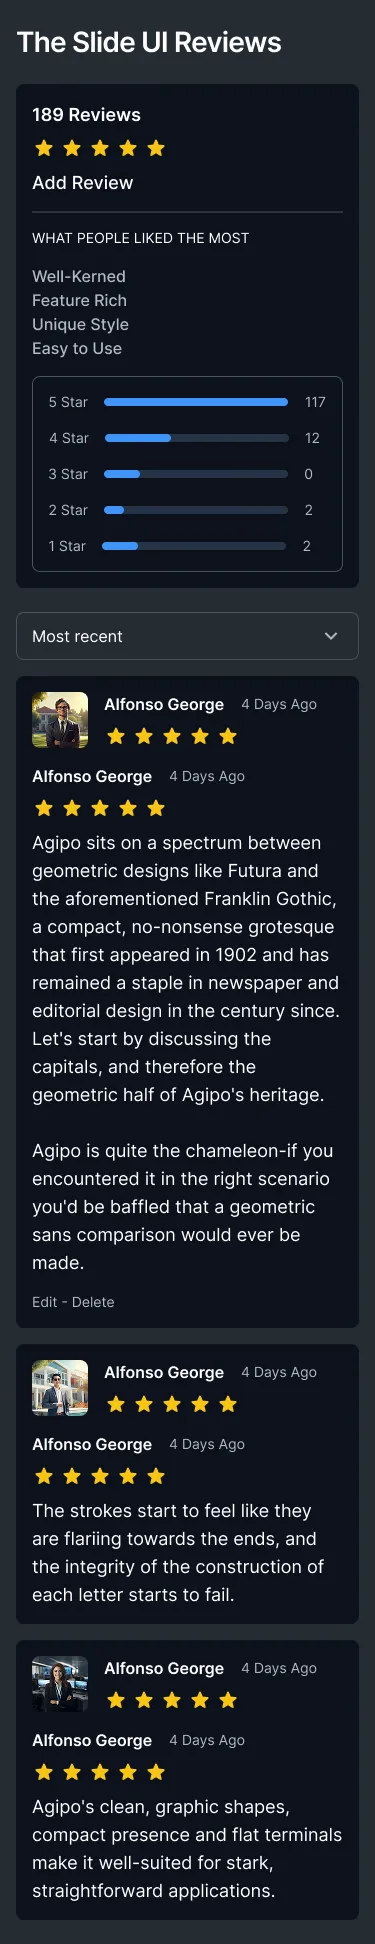 The Slide UI Reviews
189 Reviews
Add Review
WHAT PEOPLE LIKED THE MOST
Well-Kerned
Feature Rich
Unique Style
Easy to Use
5 Star 117
4 Star 12
3 Star 0
2 Star 2
1 Star 2
Most recent
Alfonso George 4 Days Ago
Alfonso George 4 Days Ago
Agipo sits on a spectrum between
geometric designs like Futura and
the aforementioned Franklin Gothic,
a compact, no-nonsense grotesque
that first appeared in 1902 and has
remained a staple in newspaper and
editorial design in the century since.
Let's start by discussing the
capitals, and therefore the
geometric half of Agipo's heritage.
Agipo is quite the chameleon-if you
encountered it in the right scenario
you'd be baffled that a geometric
sans comparison would ever be
made.
Edit - Delete
Alfonso George 4 Days Ago
Alfonso George 4 Days Ago
The strokes start to feel like they
are flariing towards the ends, and
the integrity of the construction of
each letter starts to fail.
Alfonso George 4 Days Ago
Alfonso George 4 Days Ago
Agipo's clean, graphic shapes,
compact presence and flat terminals
make it well-suited for stark,
straightforward applications.